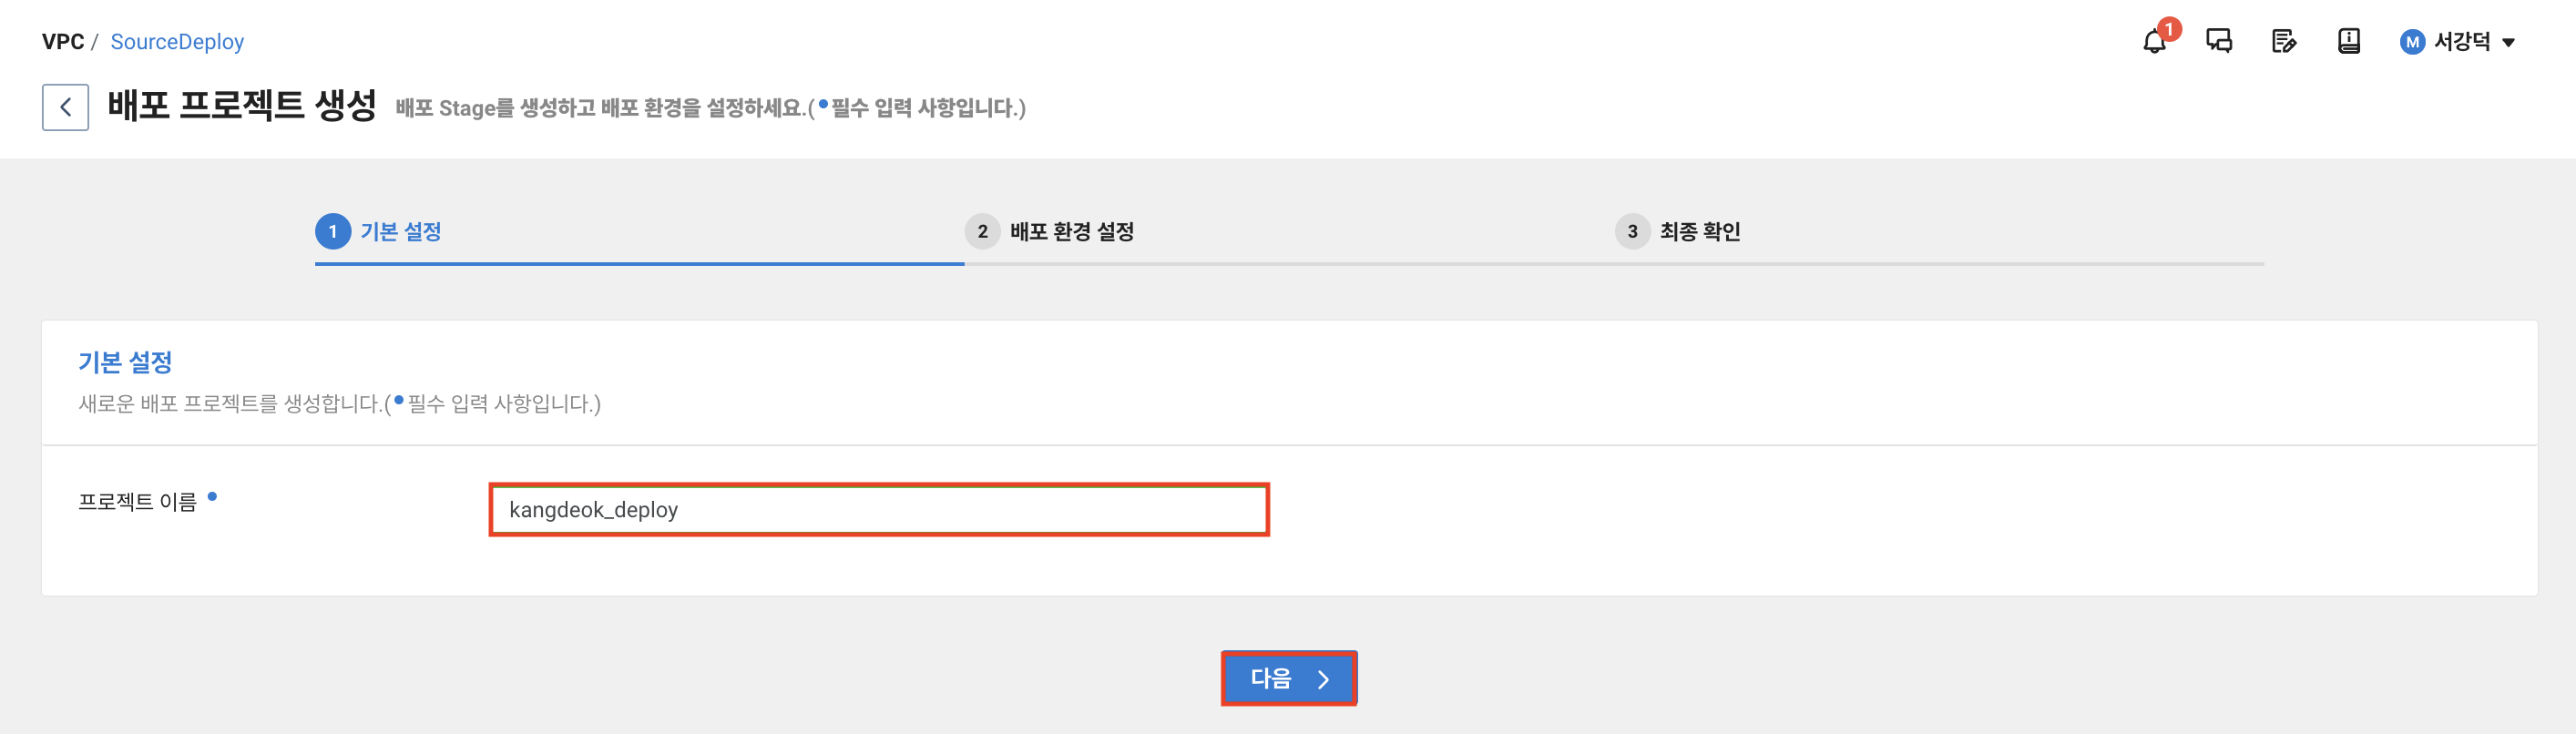 VPC / SourceDeploy
1
M 서강덕
배포 프로젝트 생성 배포 Stage를 생성하고 배포 환경을 설정하세요.(•필수 입력 사항입니다.)
1 기본 설정
2 배포 환경 설정
3 최종 확인
기본 설정
새로운 배포 프로젝트를 생성합니다.(•필수 입력 사항입니다.)
프로젝트 이름 •
kangdeok_deploy
다음